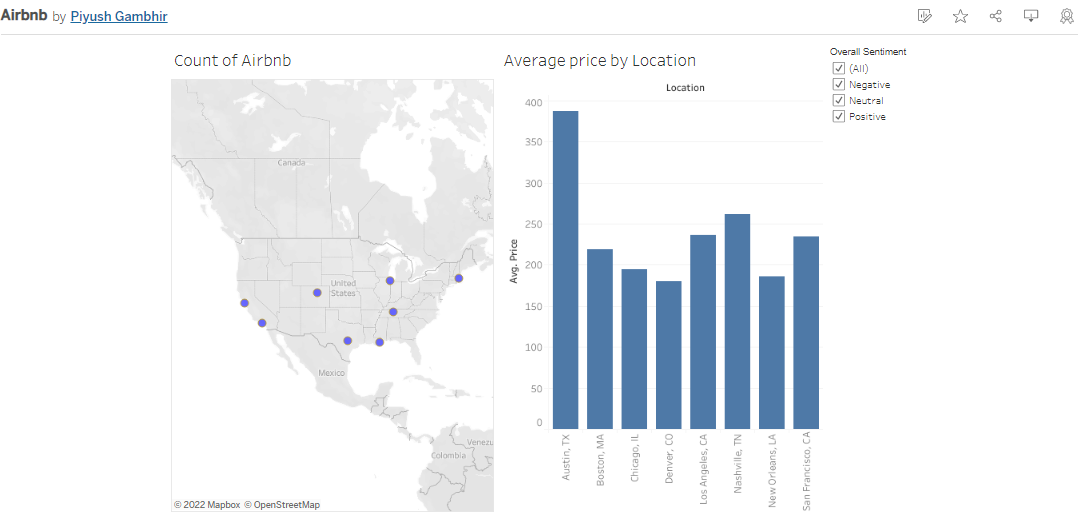 Airbnb by Piyush Gambhir
Count of Airbnb
Canada
United
States
Mexico
Colombia
© 2022 Mapbox © OpenStreetMap
Average price by Location
Location
Avg. Price
400
350
300
250
200
150
100
50
0
Austin, TX
Boston, MA
Chicago, IL
Denver, CO
Los Angeles, CA
Nashville, TN
New Orleans, LA
San Francisco, CA
Overall Sentiment
(All)
Negative
Neutral
Positive